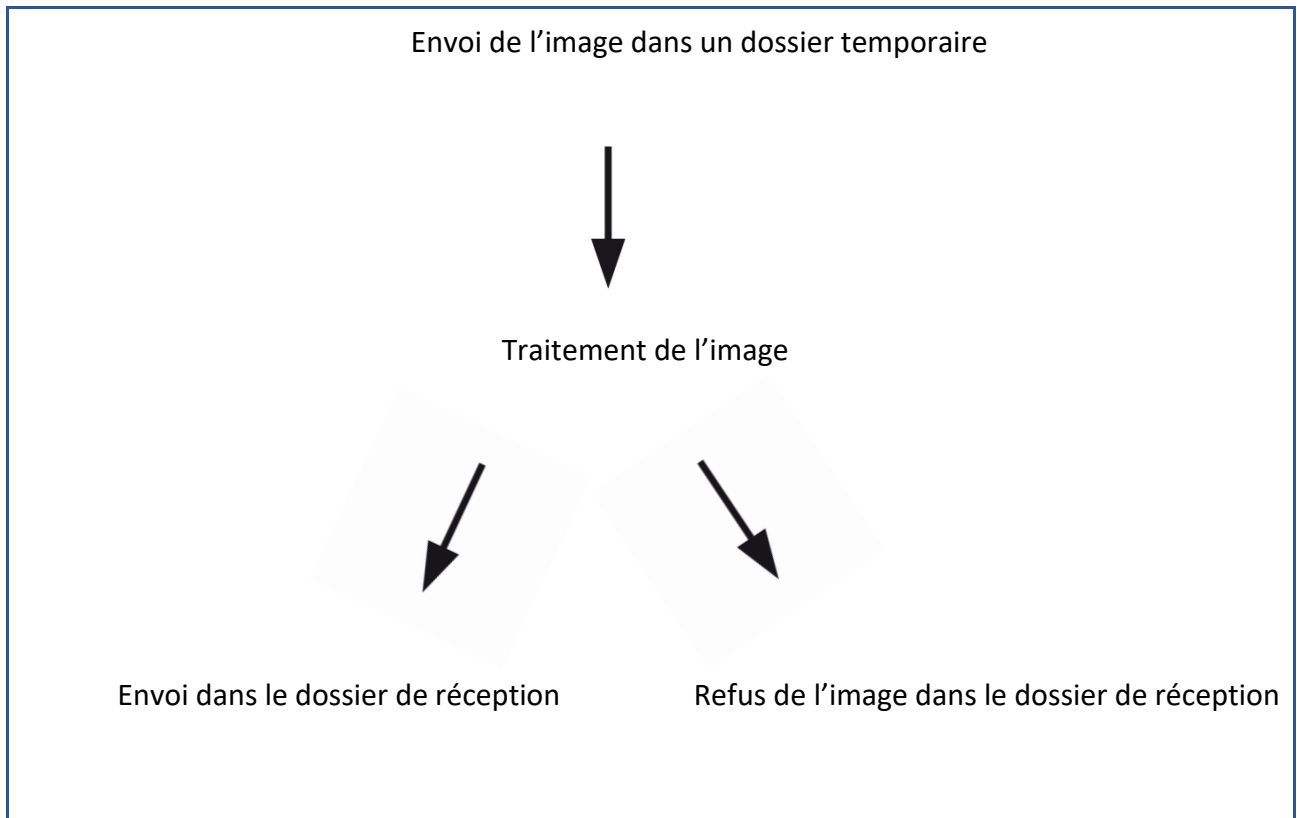 Envoi de l’image dans un dossier temporaire
Traitement de l’image
Envoi dans le dossier de réception
Refus de l’image dans le dossier de réception